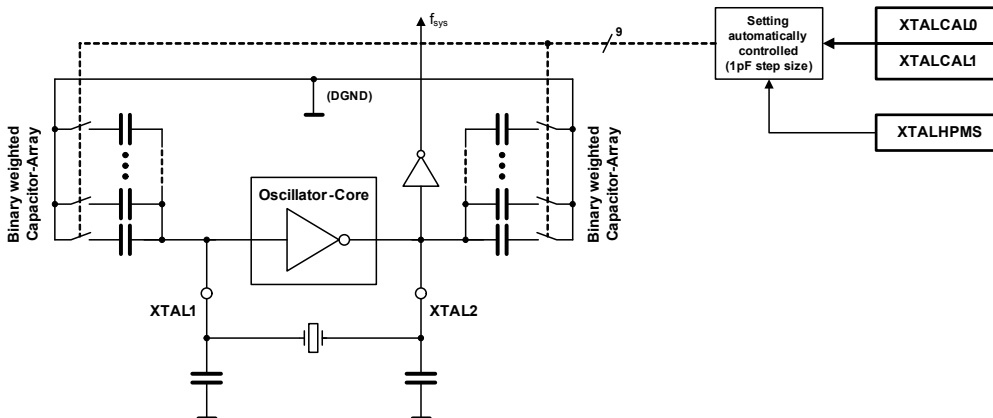 f_sys
9
Setting
automatically
controlled
(1pF step size)
XTALCAL0
XTALCAL1
XTALHPMS
(DGND)
Binary weighted
Capacitor-Array
Oscillator-Core
Binary weighted
Capacitor-Array
XTAL1
XTAL2